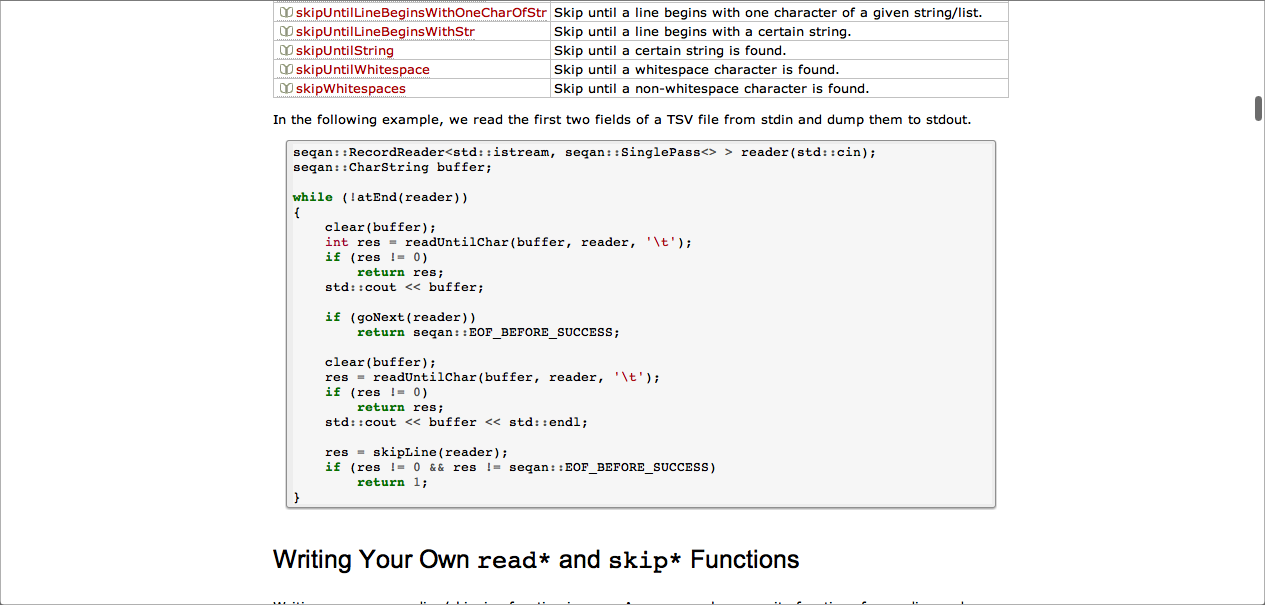 skipUntilLineBeginsWithOneCharOfStr Skip until a line begins with one character of a given string/list.
skipUntilLineBeginsWithStr Skip until a line begins with a certain string.
skipUntilString Skip until a certain string is found.
skipUntilWhitespace Skip until a whitespace character is found.
skipWhitespaces Skip until a non-whitespace character is found.
In the following example, we read the first two fields of a TSV file from stdin and dump them to stdout.
seqan::RecordReader<std::istream, seqan::SinglePass<> > reader(std::cin);
seqan::CharString buffer;
while (!atEnd(reader))
{
    clear(buffer);
    int res = readUntilChar(buffer, reader, '\t');
    if (res != 0)
        return res;
    std::cout << buffer;
    if (goNext(reader))
        return seqan::EOF_BEFORE_SUCCESS;
    clear(buffer);
    res = readUntilChar(buffer, reader, '\t');
    if (res != 0)
        return res;
    std::cout << buffer << std::endl;
    res = skipLine(reader);
    if (res != 0 && res != seqan::EOF_BEFORE_SUCCESS)
        return 1;
}
Writing Your Own read* and skip* Functions